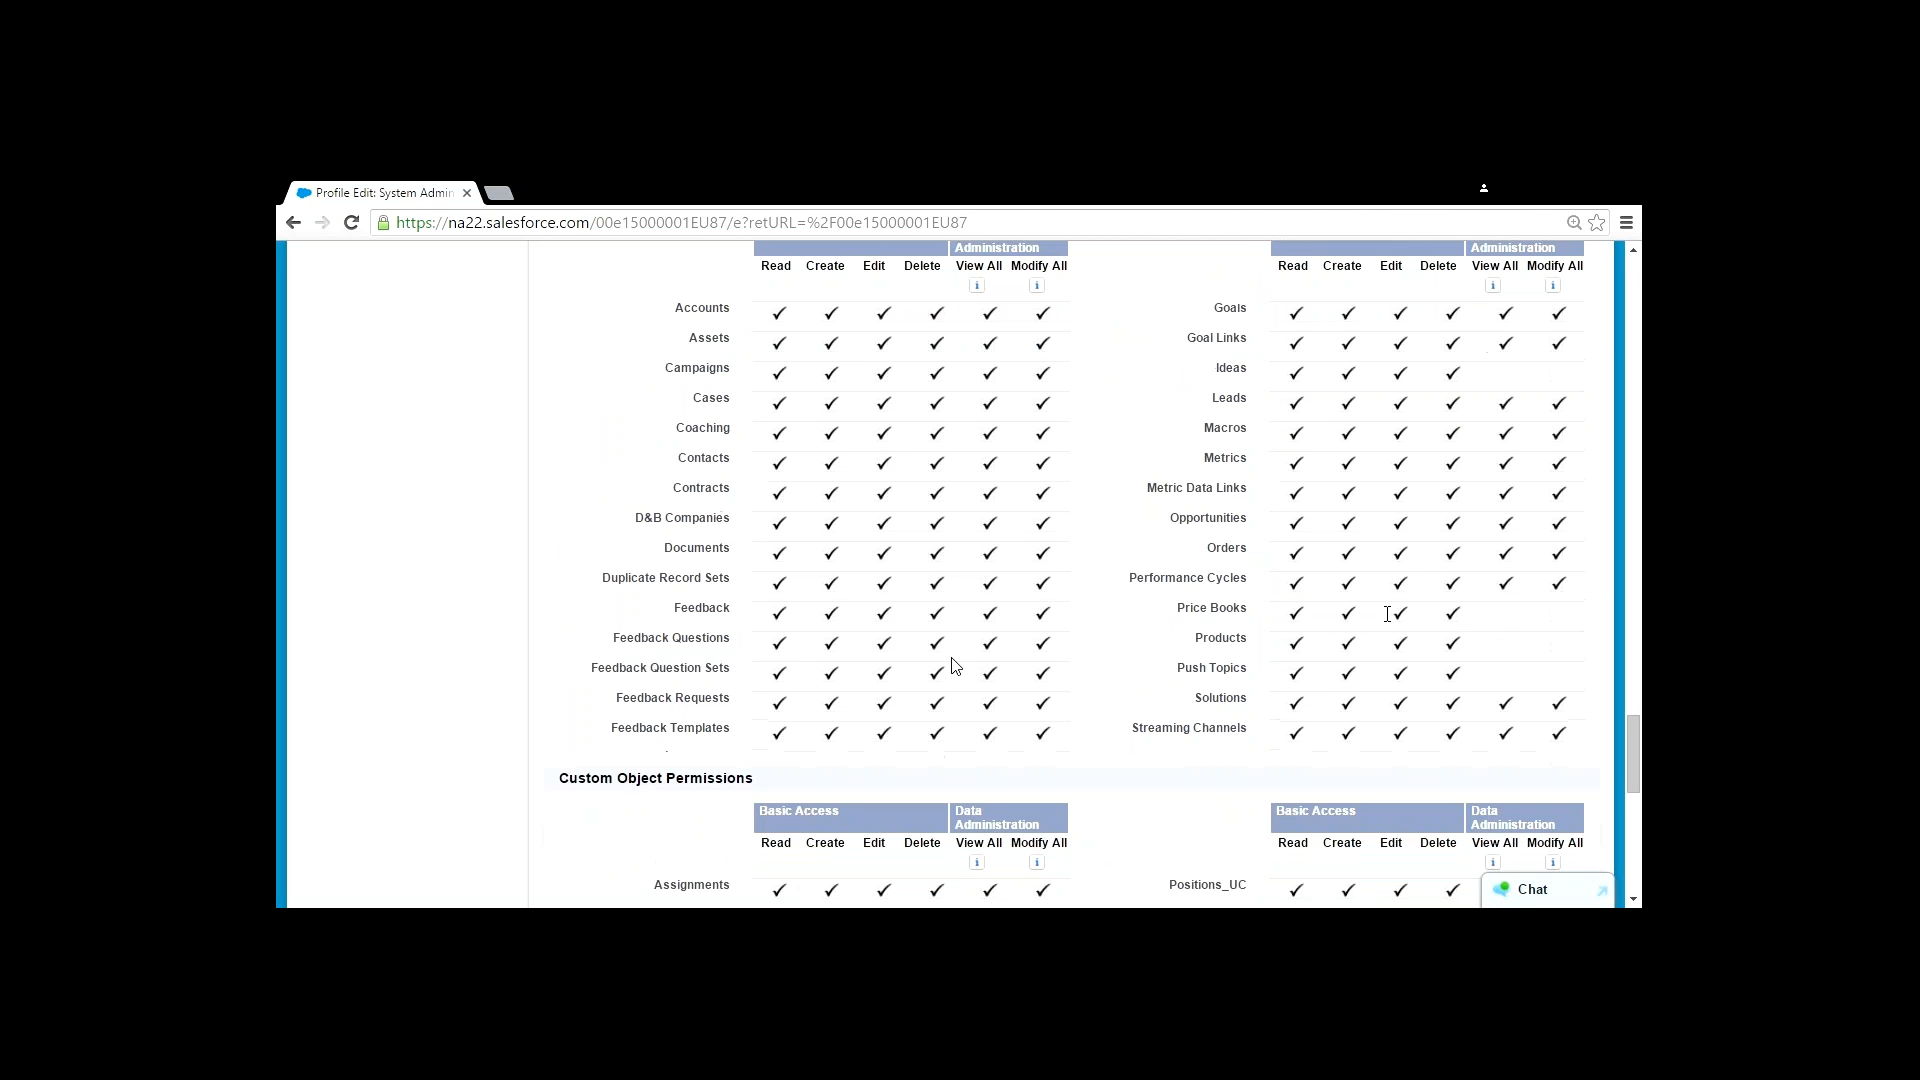 Profile Edit: System Admin
https://na22.salesforce.com/00e15000001EU87/e?retURL=%2F00e15000001EU87
Administration
Read Create Edit Delete View All Modify All
Accounts
Assets
Campaigns
Cases
Coaching
Contacts
Contracts
D&B Companies
Documents
Duplicate Record Sets
Feedback
Feedback Questions
Feedback Question Sets
Feedback Requests
Feedback Templates
Administration
Read Create Edit Delete View All Modify All
Goals
Goal Links
Ideas
Leads
Macros
Metrics
Metric Data Links
Opportunities
Orders
Performance Cycles
Price Books
Products
Push Topics
Solutions
Streaming Channels
Custom Object Permissions
Basic Access
Data
Administration
Read Create Edit Delete View All Modify All
Assignments
Basic Access
Data
Administration
Read Create Edit Delete View All Modify All
Positions_UC
Chat